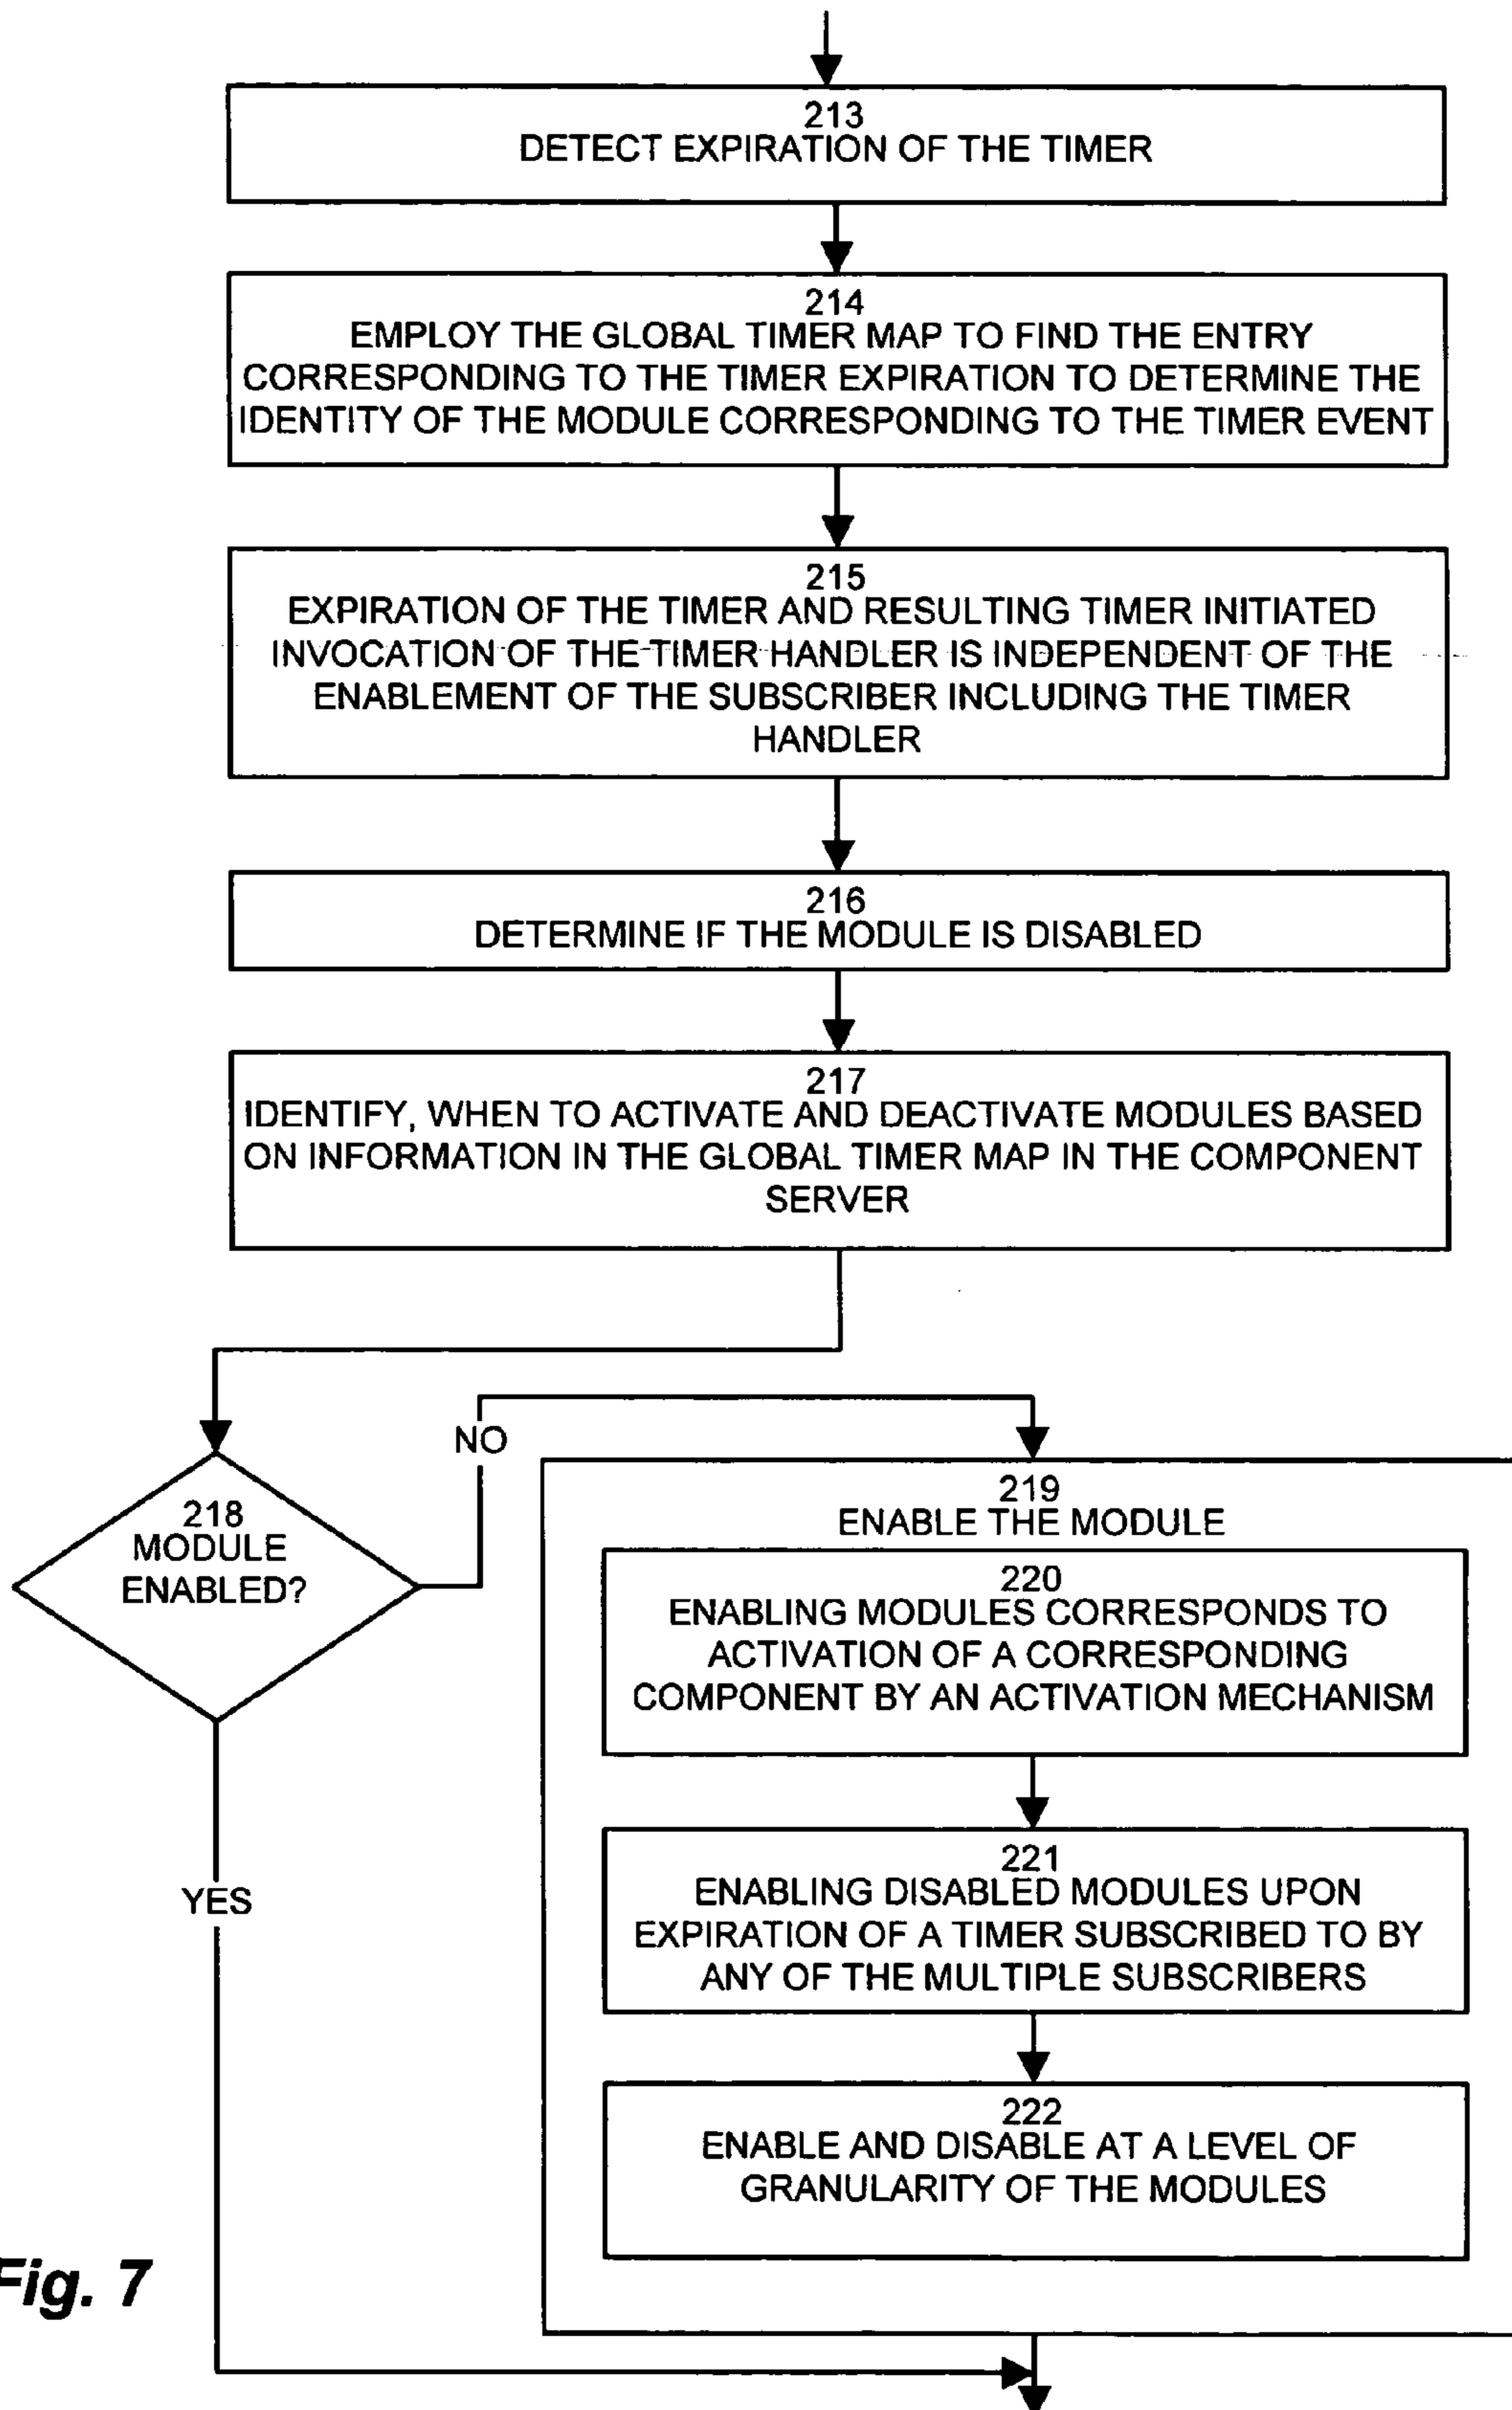 213
DETECT EXPIRATION OF THE TIMER
214
EMPLOY THE GLOBAL TIMER MAP TO FIND THE ENTRY
CORRESPONDING TO THE TIMER EXPIRATION TO DETERMINE THE
IDENTITY OF THE MODULE CORRESPONDING TO THE TIMER EVENT
215
EXPIRATION OF THE TIMER AND RESULTING TIMER INITIATED
INVOCATION OF THE TIMER HANDLER IS INDEPENDENT OF THE
ENABLEMENT OF THE SUBSCRIBER INCLUDING THE TIMER
HANDLER
216
DETERMINE IF THE MODULE IS DISABLED
217
IDENTIFY, WHEN TO ACTIVATE AND DEACTIVATE MODULES BASED
ON INFORMATION IN THE GLOBAL TIMER MAP IN THE COMPONENT
SERVER
218
MODULE
ENABLED?
NO
YES
219
ENABLE THE MODULE
220
ENABLING MODULES CORRESPONDS TO
ACTIVATION OF A CORRESPONDING
COMPONENT BY AN ACTIVATION MECHANISM
221
ENABLING DISABLED MODULES UPON
EXPIRATION OF A TIMER SUBSCRIBED TO BY
ANY OF THE MULTIPLE SUBSCRIBERS
222
ENABLE AND DISABLE AT A LEVEL OF
GRANULARITY OF THE MODULES
Fig. 7